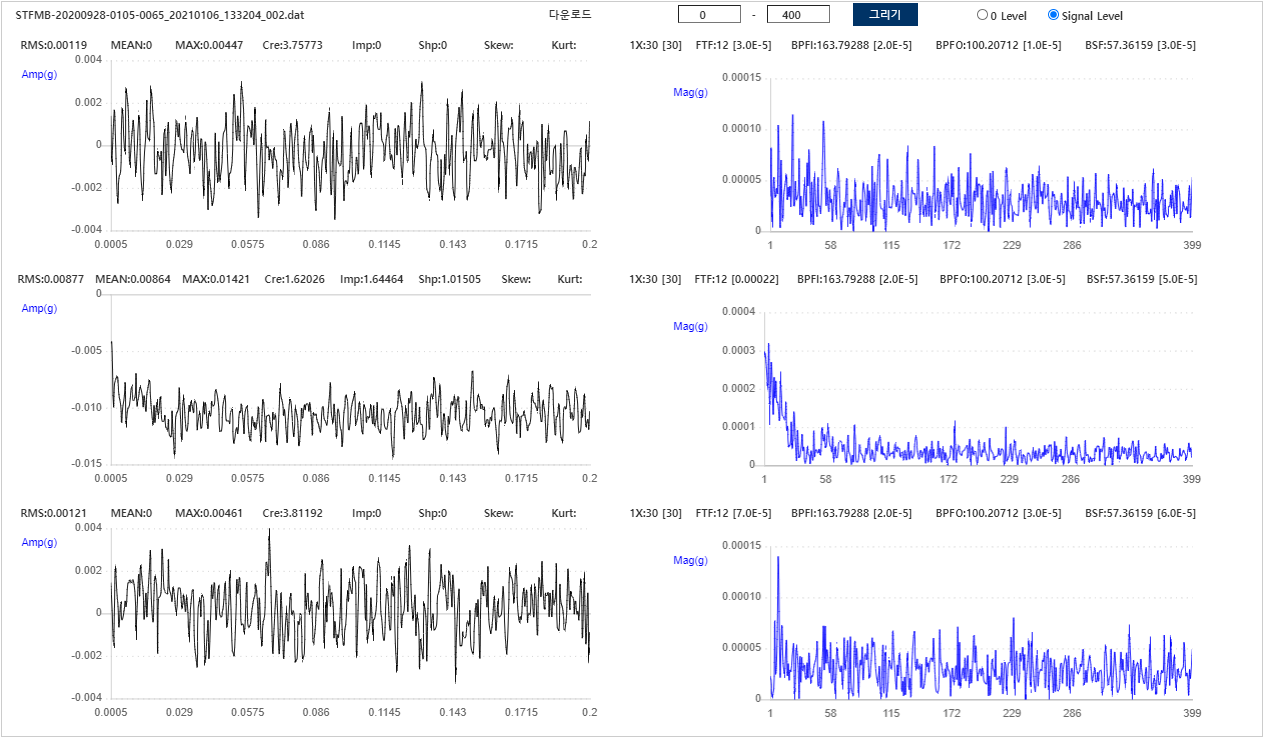 STFMB-20200928-0105-0065_20210106_133204_002.dat 다운로드 0 - 400 그리기 0 Level Signal Level
RMS:0.00119 MEAN:0 MAX:0.00447 Cre:3.75773 Imp:0 Shp:0 Skew: Kurt:
Amp(g)
0.004
0.002
0
-0.002
-0.004
0.0005 0.029 0.0575 0.086 0.1145 0.143 0.1715 0.2
1X:30 [30] FTF:12 [3.0E-5] BPFI:163.79288 [2.0E-5] BPFO:100.20712 [1.0E-5] BSF:57.36159 [3.0E-5]
Mag(g)
0.00015
0.00010
0.00005
0
1 58 115 172 229 286 399
RMS:0.00877 MEAN:0.00864 MAX:0.01421 Cre:1.62026 Imp:1.64464 Shp:1.01505 Skew: Kurt:
Amp(g)
0
-0.005
-0.010
-0.015
0.0005 0.029 0.0575 0.086 0.1145 0.143 0.1715 0.2
1X:30 [30] FTF:12 [0.00022] BPFI:163.79288 [2.0E-5] BPFO:100.20712 [3.0E-5] BSF:57.36159 [5.0E-5]
Mag(g)
0.0004
0.0003
0.0002
0.0001
0
1 58 115 172 229 286 399
RMS:0.00121 MEAN:0 MAX:0.00461 Cre:3.81192 Imp:0 Shp:0 Skew: Kurt:
Amp(g)
0.004
0.002
0
-0.002
-0.004
0.0005 0.029 0.0575 0.086 0.1145 0.143 0.1715 0.2
1X:30 [30] FTF:12 [7.0E-5] BPFI:163.79288 [2.0E-5] BPFO:100.20712 [3.0E-5] BSF:57.36159 [6.0E-5]
Mag(g)
0.00015
0.00010
0.00005
0
1 58 115 172 229 286 399